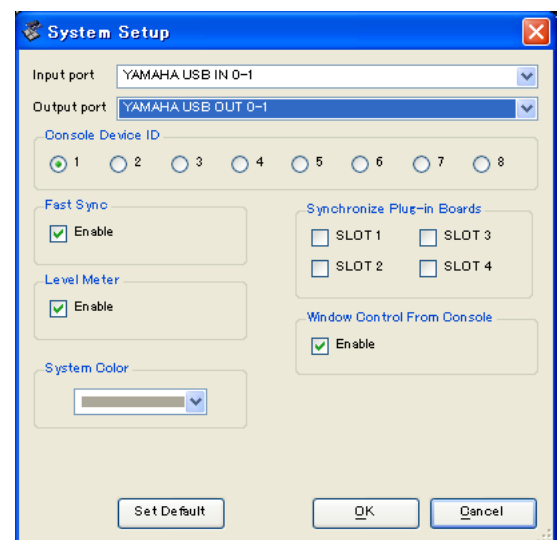 System Setup
Input port YAMAHA USB IN 0-1
Output port YAMAHA USB OUT 0-1
Console Device ID
1 2 3 4 5 6 7 8
Fast Sync
Enable
Synchronize Plug-in Boards
SLOT 1 SLOT 3
SLOT 2 SLOT 4
Level Meter
Enable
Window Control From Console
Enable
System Color
Set Default OK Cancel